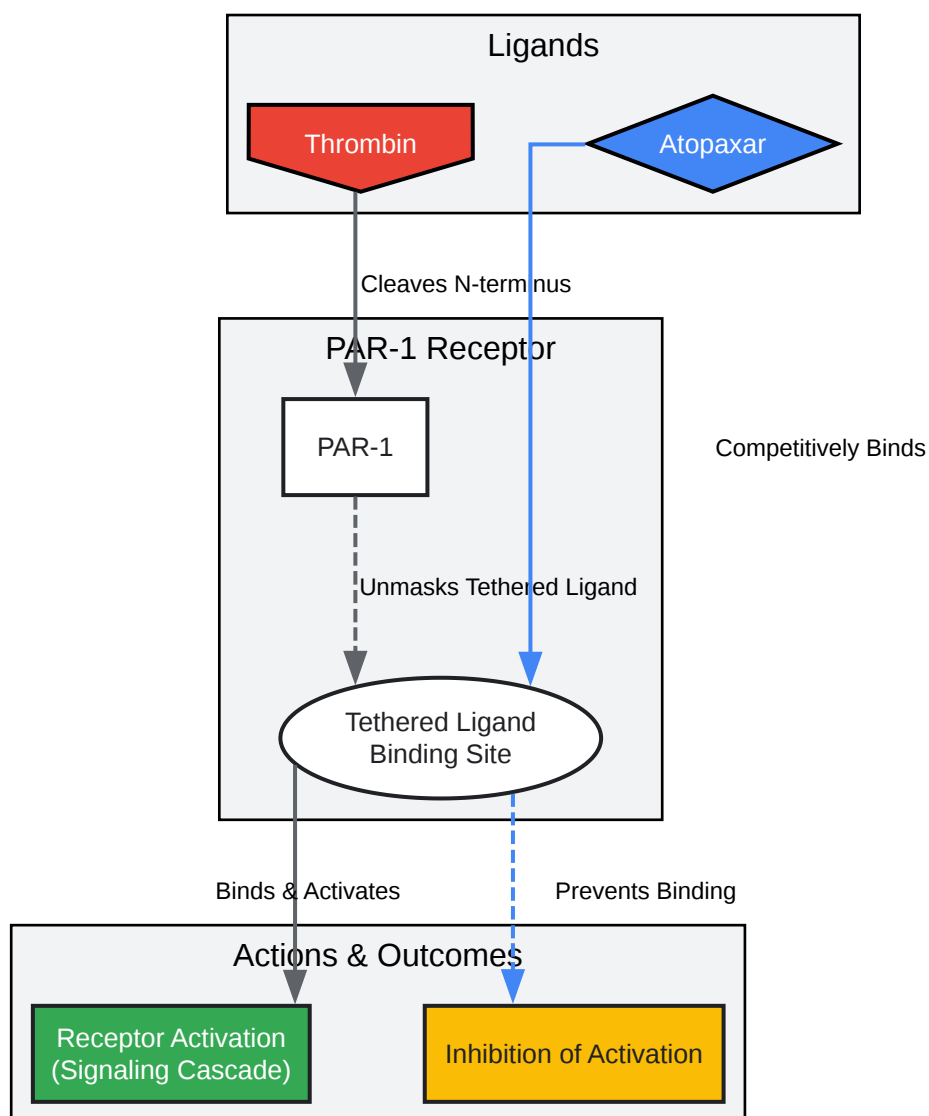 Ligands
Thrombin
Atopaxar
Cleaves N-terminus
PAR-1 Receptor
PAR-1
Competitively Binds
Unmasks Tethered Ligand
Tethered Ligand
Binding Site
Binds & Activates
Prevents Binding
Actions & Outcomes
Receptor Activation
(Signaling Cascade)
Inhibition of Activation